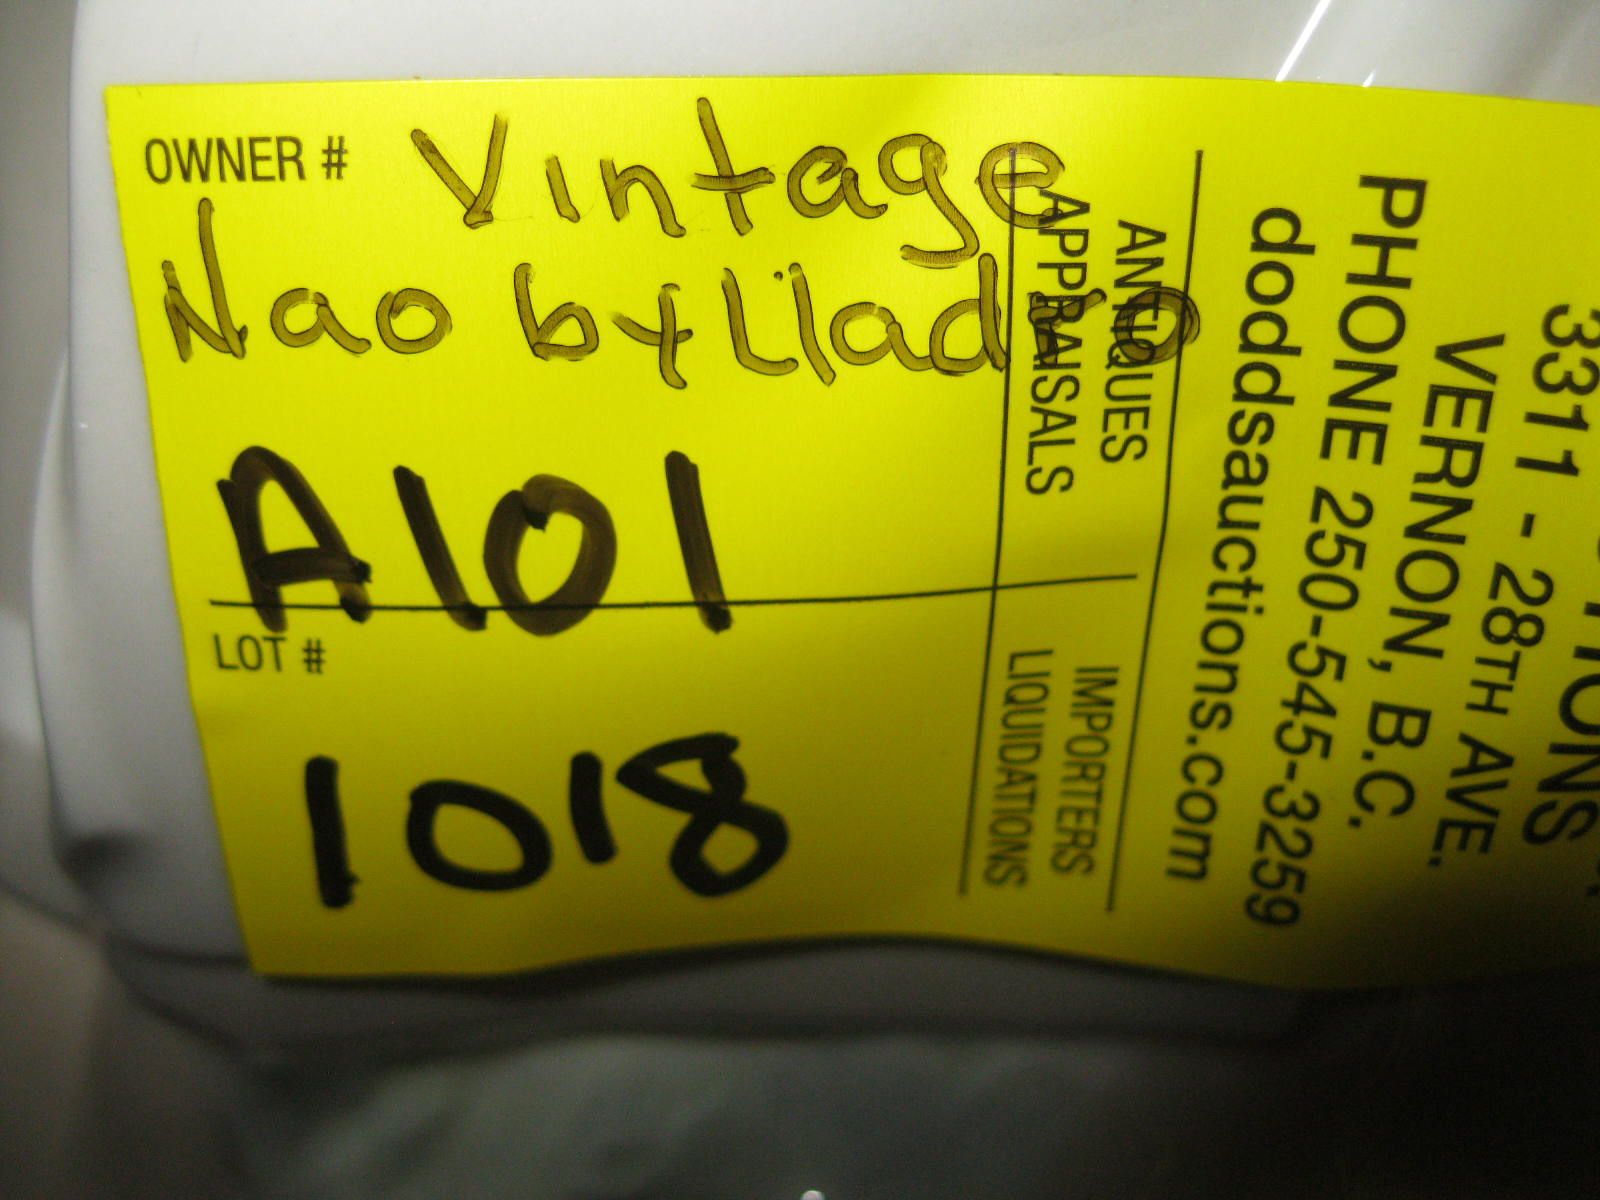 OWNER #
Vintage
Nao by Lladro
A101
LOT #
1018
ANTIQUES
APPRAISALS
IMPORTERS
LIQUIDATIONS
3311 - 28TH AVE.
VERNON, B.C.
PHONE 250-545-3259
doddsauctions.com